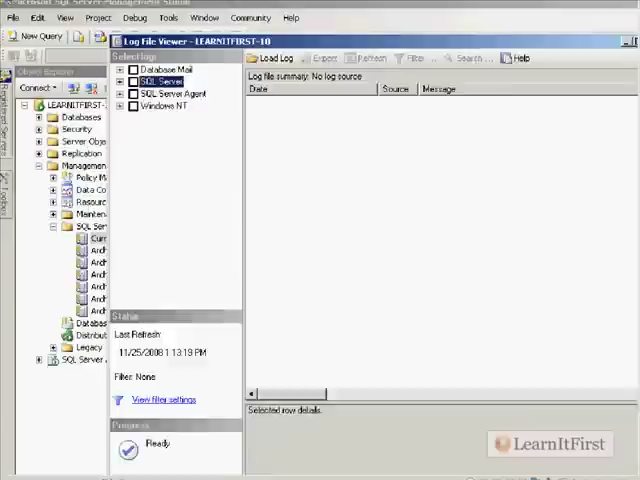 Microsoft SQL Server Management Studio
File Edit View Project Debug Tools Window Community Help
New Query
Log File Viewer - LEARNITFIRST-10
Object Explorer
Connect
LEARNITFIRST-
Databases
Security
Server Obje
Replication
Managemen
Policy M
Data Co
Resourc
Mainten
SQL Ser
Curr
Arch
Arch
Arch
Arch
Arch
Arch
Databas
Distribut
Legacy
SQL Server
Registered Servers
Toolbox
Select logs
Database Mail
SQL Server
SQL Server Agent
Windows NT
Status
Last Refresh:
11/25/2008 1:13:19 PM
Filter: None
View filter settings
Progress
Ready
Load Log Export Refresh Filter ... Search ... Help
Log file summary: No log source
Date Source Message
Selected row details:
LearnItFirst